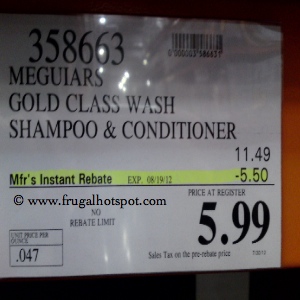 358663
0000003586631
MEGUIARS
GOLD CLASS WASH
SHAMPOO & CONDITIONER
11.49
Mfr's Instant Rebate EXP. 08/19/12 -5.50
© www.frugalhotspot.com
PRICE AT REGISTER
NO
REBATE LIMIT
5.99
UNIT PRICE PER
OUNCE
.047
Sales Tax on the pre-rebate price